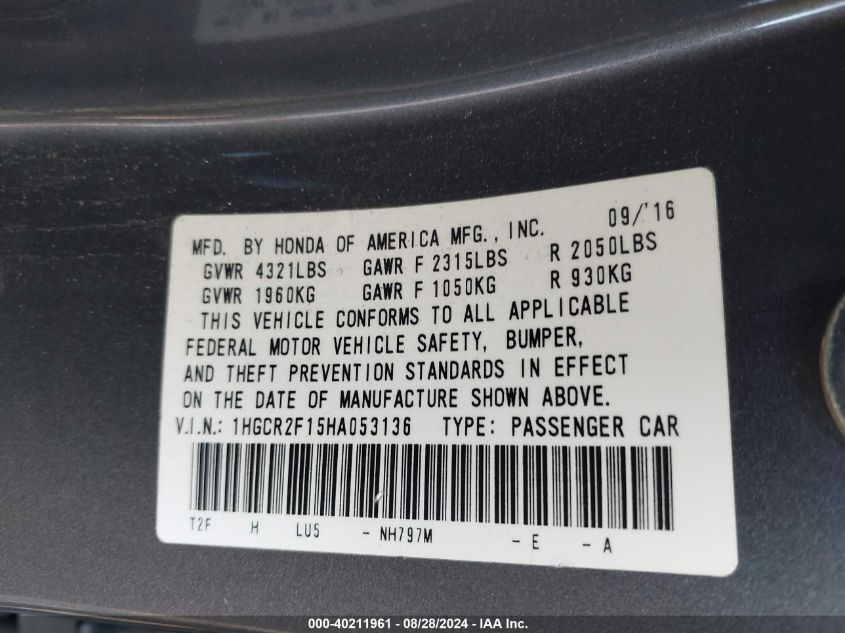 MFD. BY HONDA OF AMERICA MFG., INC. 09/'16
GVWR 4321LBS GAWR F 2315LBS R 2050LBS
GVWR 1960KG GAWR F 1050KG R 930KG
THIS VEHICLE CONFORMS TO ALL APPLICABLE
FEDERAL MOTOR VEHICLE SAFETY, BUMPER,
AND THEFT PREVENTION STANDARDS IN EFFECT
ON THE DATE OF MANUFACTURE SHOWN ABOVE.
V.I.N.: 1HGCR2F15HA053136 TYPE: PASSENGER CAR
T2F H LU5 - NH797M - E - A
000-40211961 - 08/28/2024 - IAA Inc.